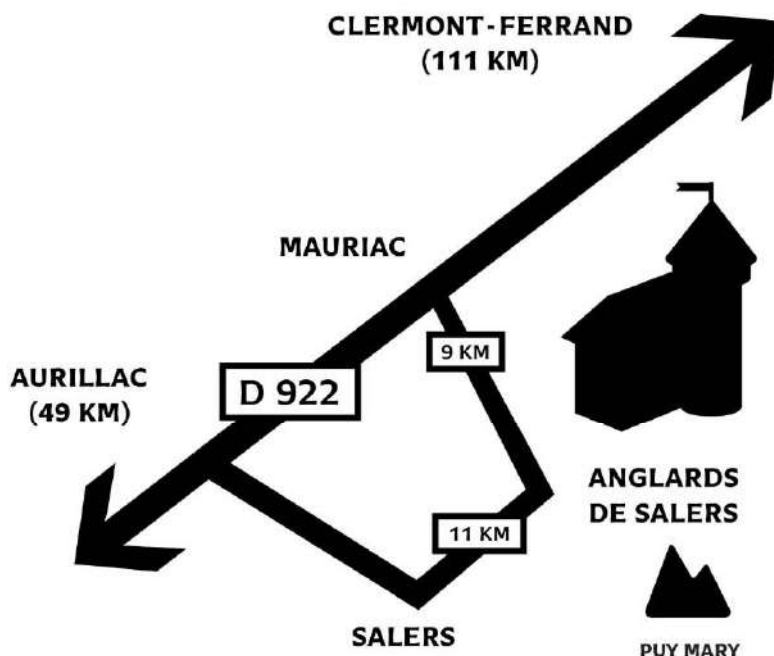 CLERMONT-FERRAND
(111 KM)
MAURIAC
9 KM
AURILLAC
(49 KM)
D 922
ANGLARDS
DE SALERS
11 KM
SALERS
PUY MARY